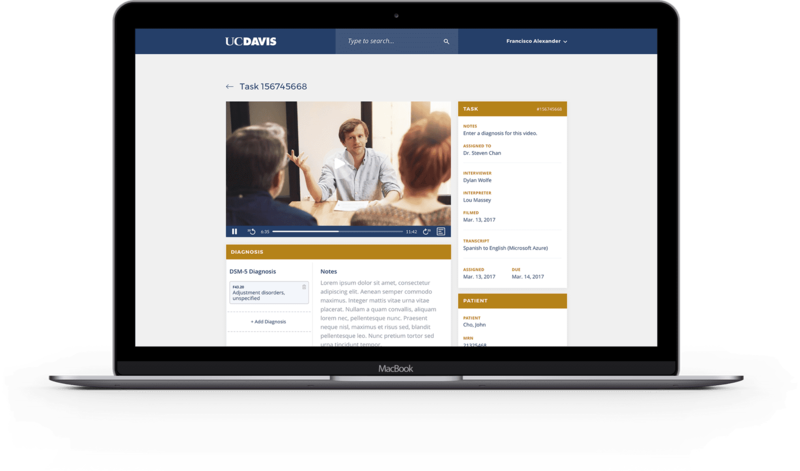 UCDAVIS
Type to search...
Francisco Alexander
← Task 156745668
TASK
#156745668
NOTES
Enter a diagnosis for this video.
ASSIGNED TO
Dr. Steven Chan
INTERVIEWER
Dylan Wolfe
INTERPRETER
Lou Massey
FILMED
Mar. 13, 2017
TRANSCRIPT
Spanish to English (Microsoft Azure)
ASSIGNED DUE
Mar. 13, 2017 Mar. 14, 2017
6:35
11:42
DIAGNOSIS
DSM-5 Diagnosis
F43.20
Adjustment disorders,
unspecified
+ Add Diagnosis
Notes
Lorem ipsum dolor sit amet, consectetur
adipiscing elit. Aenean semper commodo
maximus. Integer mattis vitae urna vitae
placerat. Nullam a quam convallis, aliquam
lorem nec, pellentesque nunc. Praesent
neque nisl, maximus et risus sed, blandit
pellentesque leo. Nunc pretium tortor sed
urna tincidunt tempor.
PATIENT
PATIENT
Cho, John
MRN
21325468
MacBook